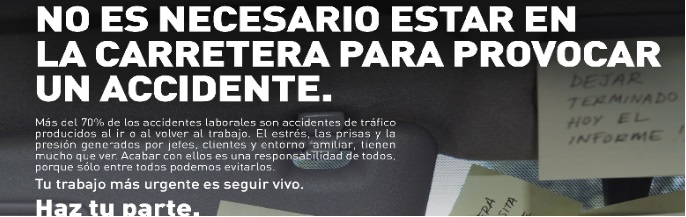 NO ES NECESARIO ESTAR EN
LA CARRETERA PARA PROVOCAR
UN ACCIDENTE.
Más del 70% de los accidentes laborales son accidentes de tráfico
producidos al ir o al volver al trabajo. El estrés, las prisas y la
presión generados por jefes, clientes y entorno familiar, tienen
mucho que ver. Acabar con ellos es una responsabilidad de todos,
porque sólo entre todos podemos evitarlos.
Tu trabajo más urgente es seguir vivo.
Haz tu parte.
DEJAR
TERMINADO
HOY EL
INFORME !